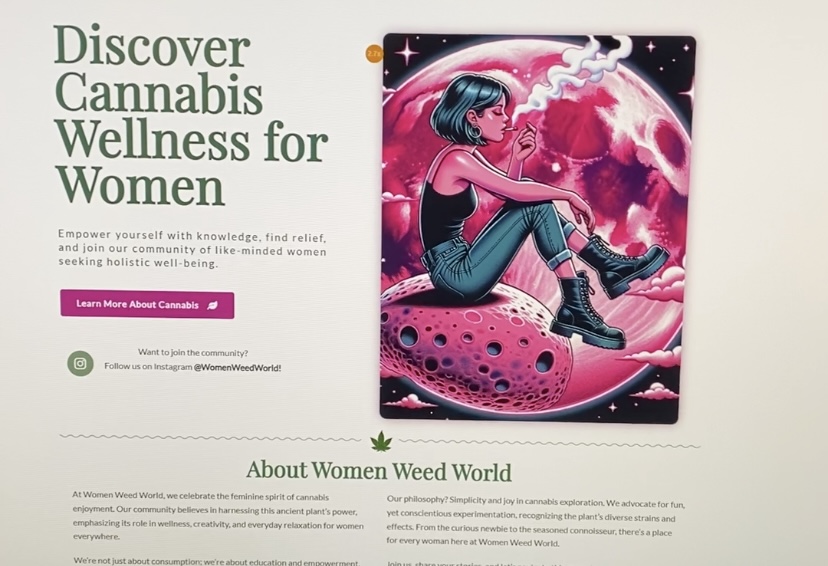 Discover
Cannabis
Wellness for
Women
Empower yourself with knowledge, find relief,
and join our community of like-minded women
seeking holistic well-being.
Learn More About Cannabis
Want to join the community?
Follow us on Instagram @WomenWeedWorld!
About Women Weed World
At Women Weed World, we celebrate the feminine spirit of cannabis
enjoyment. Our community believes in harnessing this ancient plant's power,
emphasizing its role in wellness, creativity, and everyday relaxation for women
everywhere.
We're not just about consumption; we're about education and empowerment.
Our philosophy? Simplicity and joy in cannabis exploration. We advocate for fun,
yet conscientious experimentation, recognizing the plant's diverse strains and
effects. From the curious newbie to the seasoned connoisseur, there's a place
for every woman here at Women Weed World.
Join us, share your stories, and